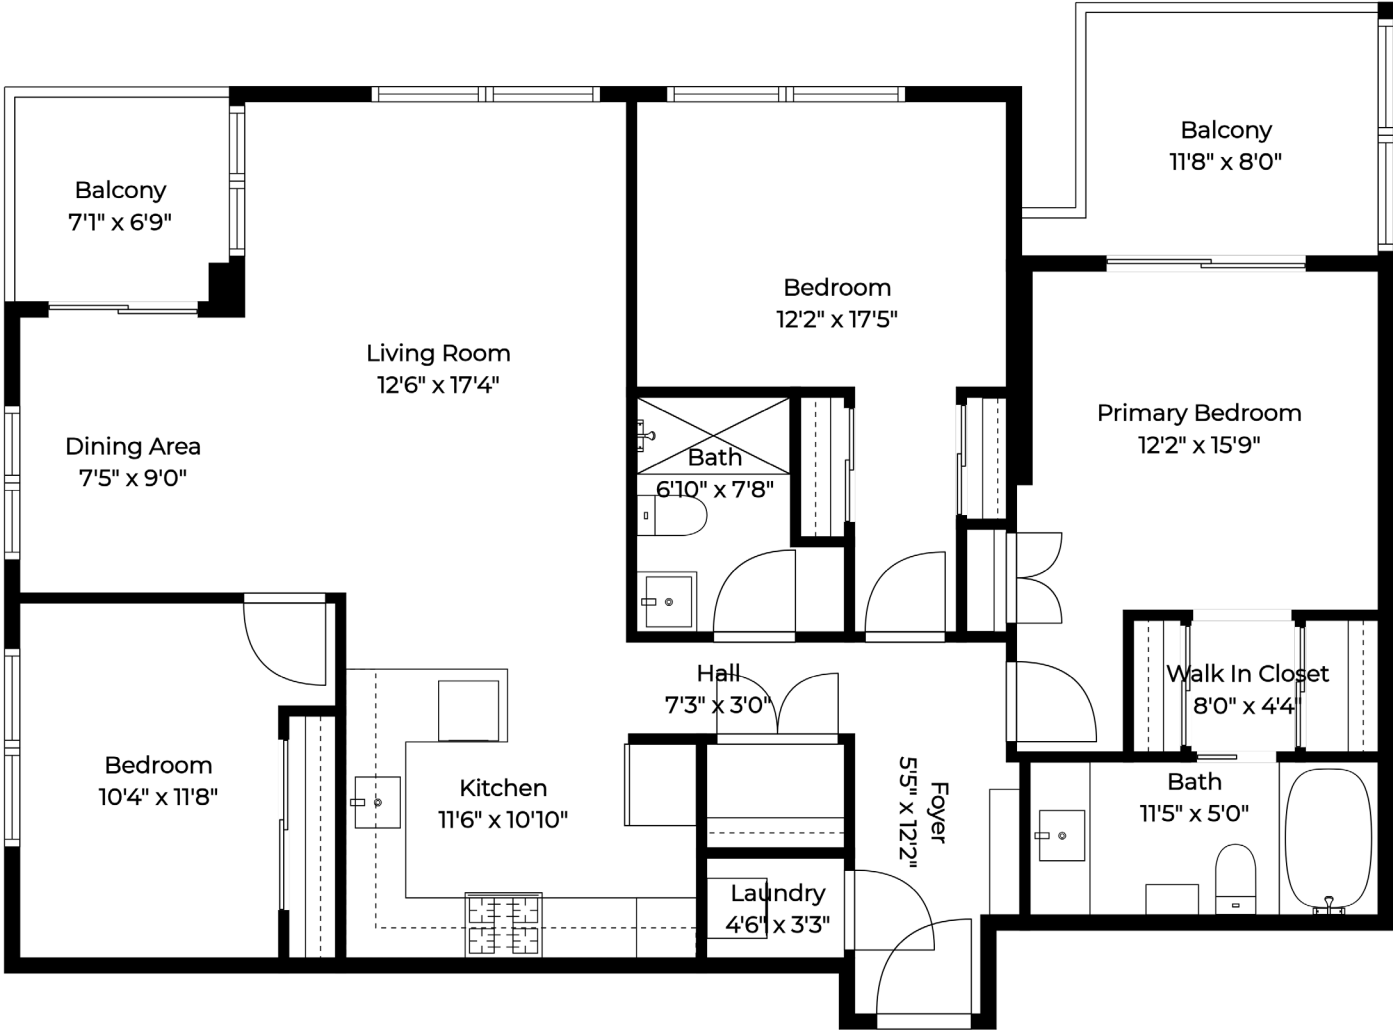 Balcony
11'8" x 8'0"
Balcony
7'1" x 6'9"
Bedroom
12'2" x 17'5"
Living Room
12'6" x 17'4"
Primary Bedroom
12'2" x 15'9"
Dining Area
7'5" x 9'0"
Bath
6'10" x 7'8"
Hall
7'3" x 3'0"
Walk In Closet
8'0" x 4'4"
Bedroom
10'4" x 11'8"
Kitchen
11'6" x 10'10"
Foyer
5'5" x 12'2"
Bath
11'5" x 5'0"
Laundry
4'6" x 3'3"